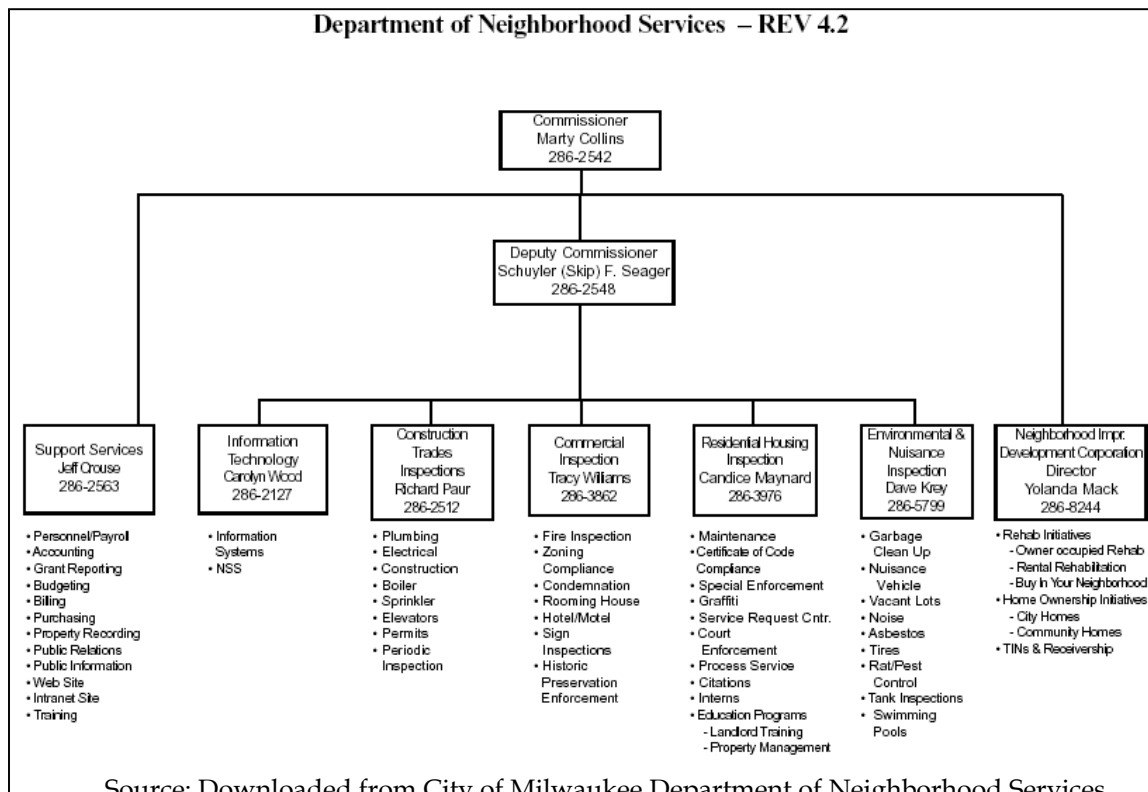 Department of Neighborhood Services – REV 4.2
Commissioner
Marty Collins
286-2542
Deputy Commissioner
Schuyler (Skip) F. Seager
286-2548
Support Services
Jeff Crouse
286-2563
Information
Technology
Carolyn Wood
286-2127
Construction
Trades
Inspections
Richard Paur
286-2512
Commercial
Inspection
Tracy Williams
286-3862
Residential Housing
Inspection
Candice Maynard
286-3976
Environmental &
Nuisance
Inspection
Dave Krey
286-5799
Neighborhood Impr.
Development Corporation
Director
Yolanda Mack
286-8244
• Personnel/Payroll
• Accounting
• Grant Reporting
• Budgeting
• Billing
• Purchasing
• Property Recording
• Public Relations
• Public Information
• Web Site
• Intranet Site
• Training
• Information
Systems
• NSS
• Plumbing
• Electrical
• Construction
• Boiler
• Sprinkler
• Elevators
• Permits
• Periodic
Inspection
• Fire Inspection
• Zoning
Compliance
• Condemnation
• Rooming House
• Hotel/Motel
• Sign
Inspections
• Historic
Preservation
Enforcement
• Maintenance
• Certificate of Code
Compliance
• Special Enforcement
• Graffiti
• Service Request Cntr.
• Court
Enforcement
• Process Service
• Citations
• Interns
• Education Programs
- Landlord Training
- Property Management
• Garbage
Clean Up
• Nuisance
Vehicle
• Vacant Lots
• Noise
• Asbestos
• Tires
• Rat/Pest
Control
• Tank Inspections
• Swimming
Pools
• Rehab Initiatives
- Owner occupied Rehab
- Rental Rehabilitation
- Buy In Your Neighborhood
• Home Ownership Initiatives
- City Homes
- Community Homes
• TINs & Receivership
Source: Downloaded from City of Milwaukee Department of Neighborhood Services